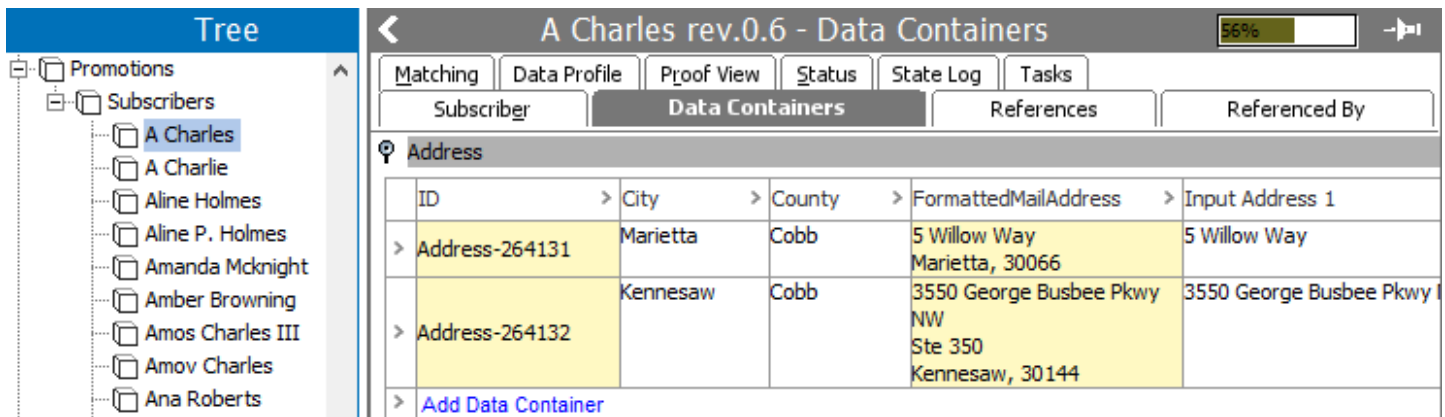 Tree
Promotions
Subscribers
A Charles
A Charlie
Aline Holmes
Aline P. Holmes
Amanda Mcknight
Amber Browning
Amos Charles III
Amov Charles
Ana Roberts
A Charles rev.0.6 - Data Containers
56%
Matching Data Profile Proof View Status State Log Tasks
Subscriber Data Containers References Referenced By
Address
ID > City > County > FormattedMailAddress > Input Address 1
> Address-264131 Marietta Cobb 5 Willow Way 5 Willow Way
Marietta, 30066
> Address-264132 Kennesaw Cobb 3550 George Busbee Pkwy 3550 George Busbee Pkwy
NW
Ste 350
Kennesaw, 30144
> Add Data Container